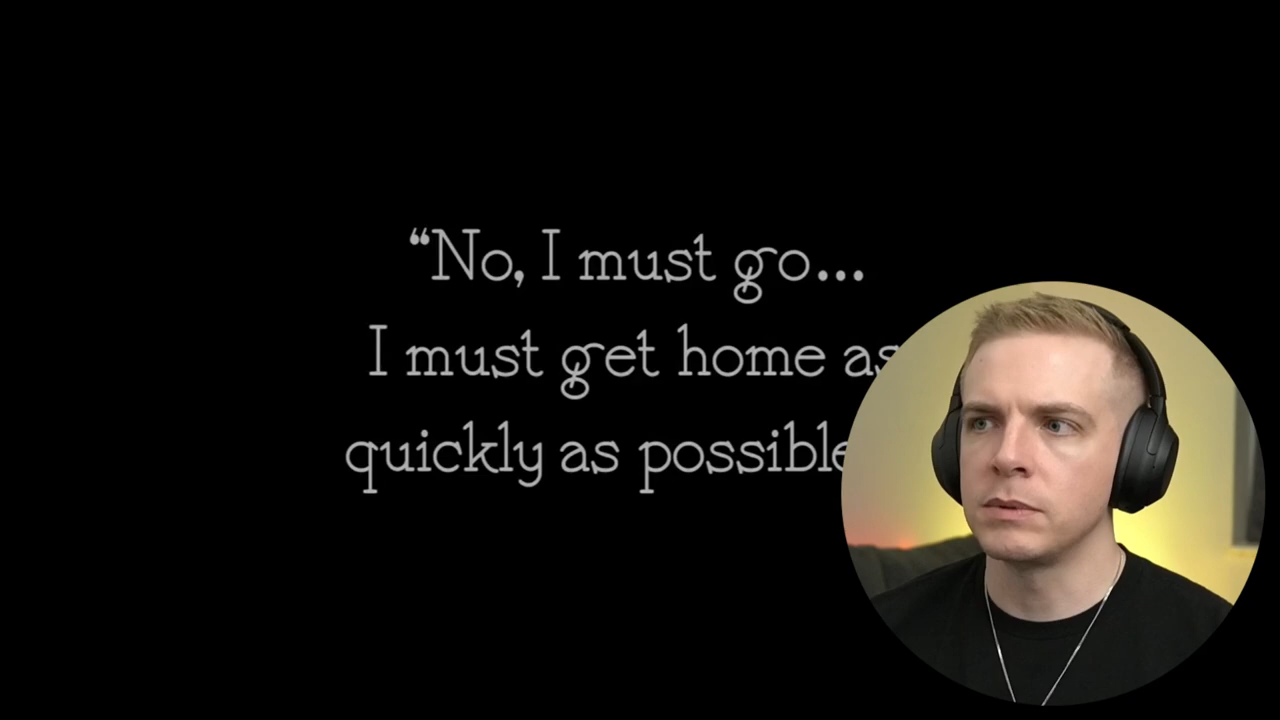 “No, I must go...
I must get home as
quickly as possible